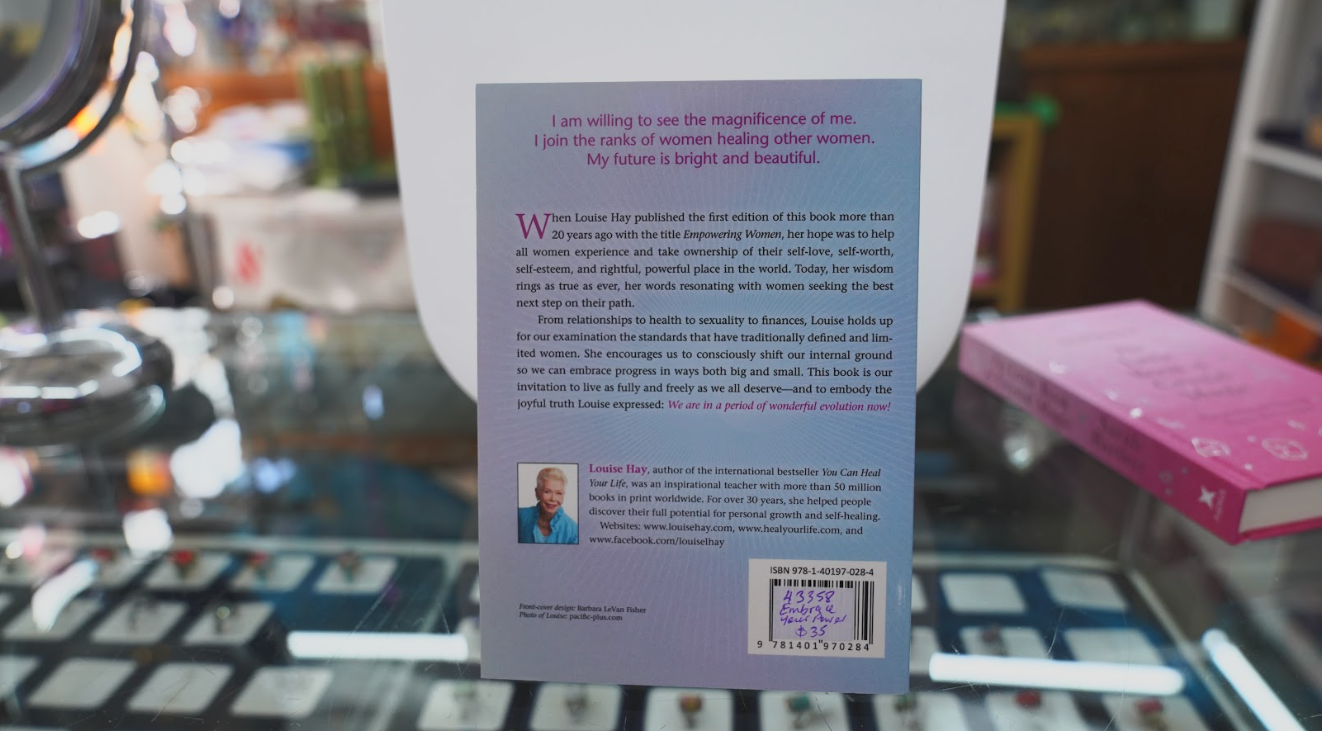 I am willing to see the magnificence of me.
I join the ranks of women healing other women.
My future is bright and beautiful.
When Louise Hay published the first edition of this book more than
20 years ago with the title Empowering Women, her hope was to help
all women experience and take ownership of their self-love, self-worth,
self-esteem, and rightful, powerful place in the world. Today, her wisdom
rings as true as ever, her words resonating with women seeking the best
next step on their path.
From relationships to health to sexuality to finances, Louise holds up
for our examination the standards that have traditionally defined and lim-
ited women. She encourages us to consciously shift our internal ground
so we can embrace progress in ways both big and small. This book is our
invitation to live as fully and freely as we all deserve—and to embody the
joyful truth Louise expressed: We are in a period of wonderful evolution now!
Louise Hay, author of the international bestseller You Can Heal
Your Life, was an inspirational teacher with more than 50 million
books in print worldwide. For over 30 years, she helped people
discover their full potential for personal growth and self-healing.
Websites: www.louisehay.com, www.healyourlife.com, and
www.facebook.com/louiselhay
Front-cover design: Barbara LeVan Fisher
Photo of Louise: pacific-plus.com
ISBN 978-1-40197-028-4
43358
Embrace
Your Power
$35
9 781401 970284